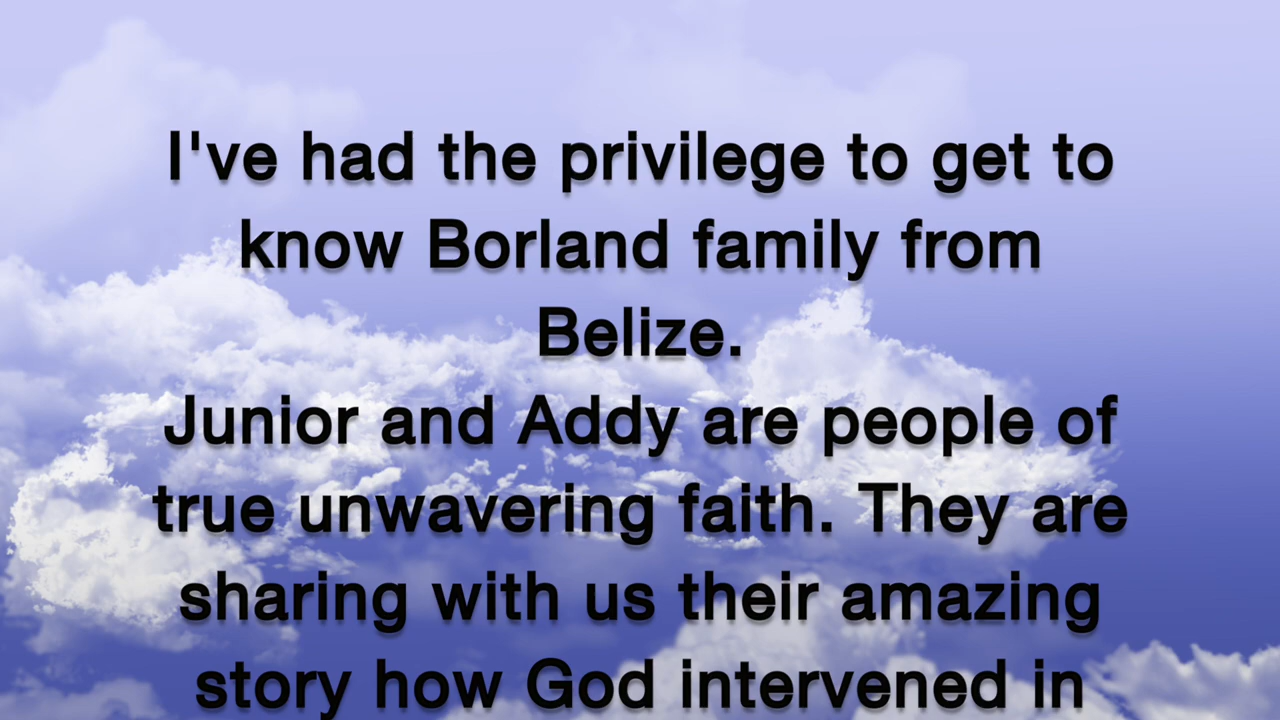 I've had the privilege to get to
know Borland family from
Belize.
Junior and Addy are people of
true unwavering faith. They are
sharing with us their amazing
story how God intervened in